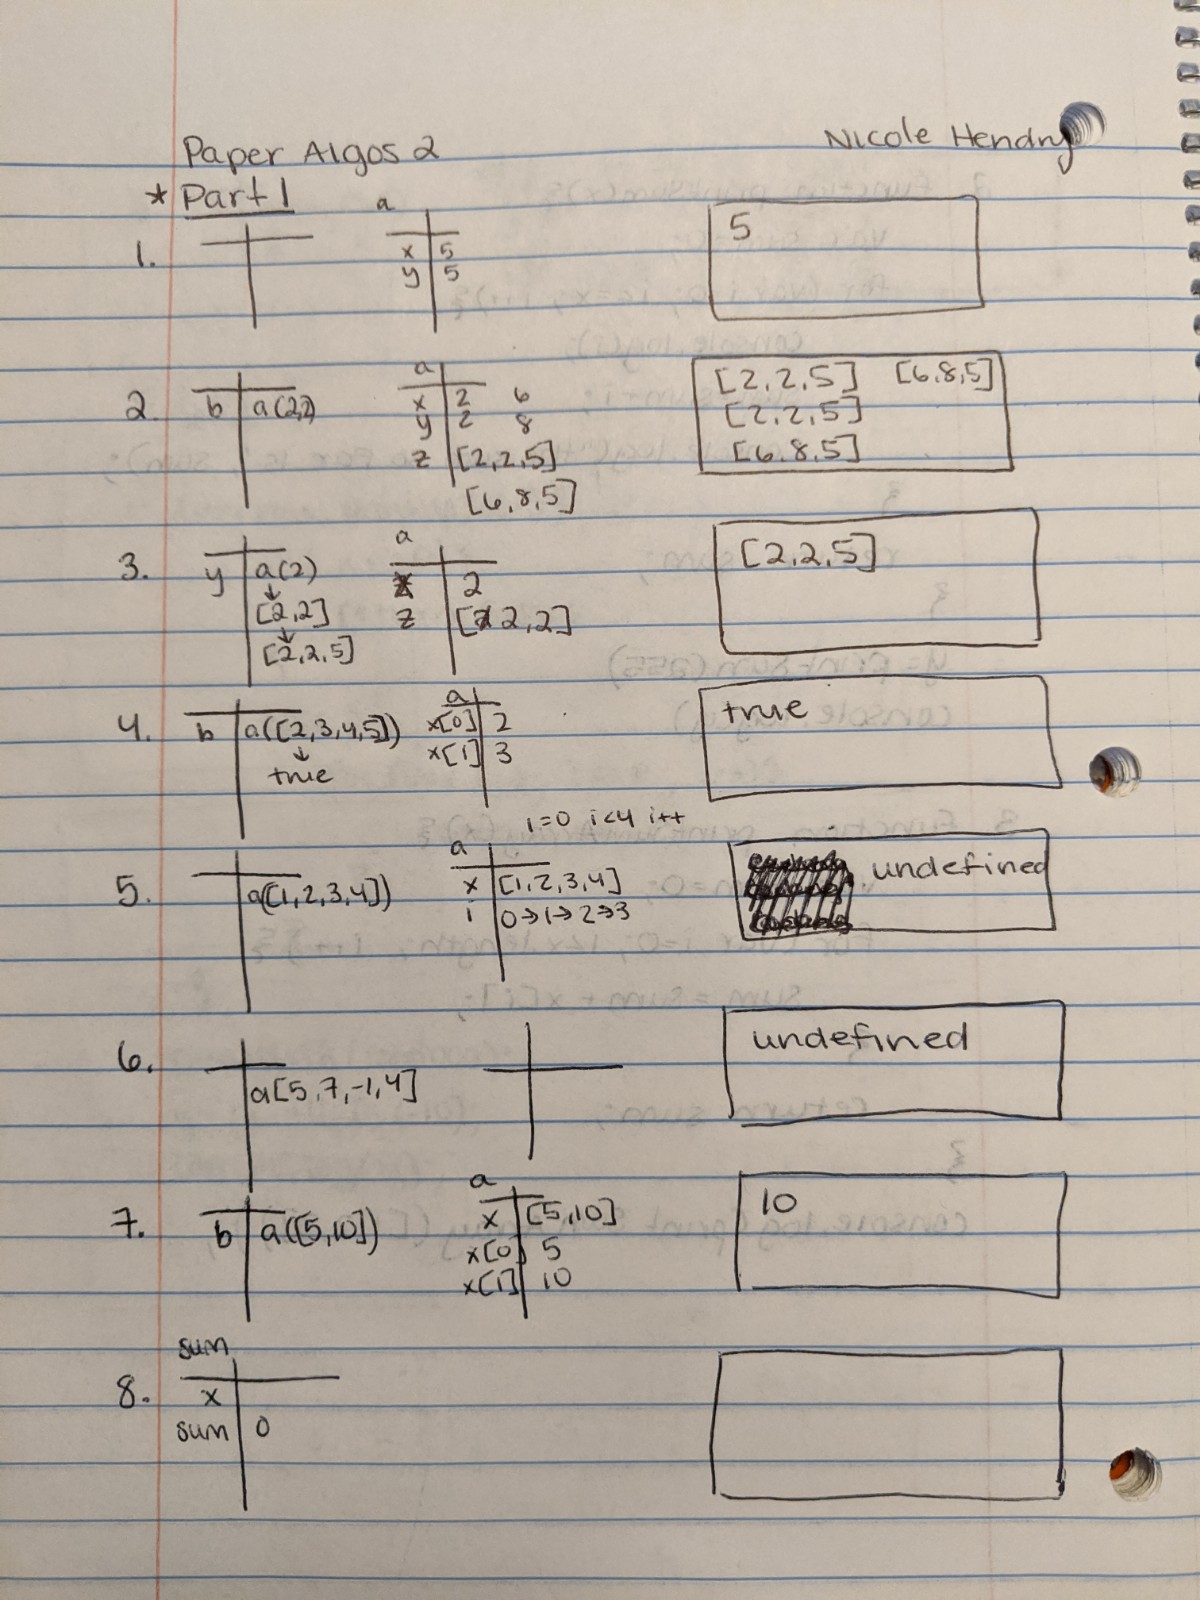 Paper Algos 2
Nicole Hendry
* Part 1
a
1.
x 5
y 5
5
a
2. b a(2,2)
x 2 6
y 2 8
z [2,2,5]
[6,8,5]
[2,2,5] [6,8,5]
[2,2,5]
[6,8,5]
a
3. y a(2)
↓
[2,2]
↓
[2,2,5]
2
z [2,2]
[2,2,5]
a
4. b a([2,3,4,5])
↓
true
x[0] 2
x[1] 3
true
i=0 i<4 i++
a
5. a([1,2,3,4])
x [1,2,3,4]
i 0→1→2→3
undefined
6.
a[5,7,-1,4]
undefined
a
7. b a([5,10])
x [5,10]
x[0] 5
x[1] 10
10
sum
8. x
sum 0